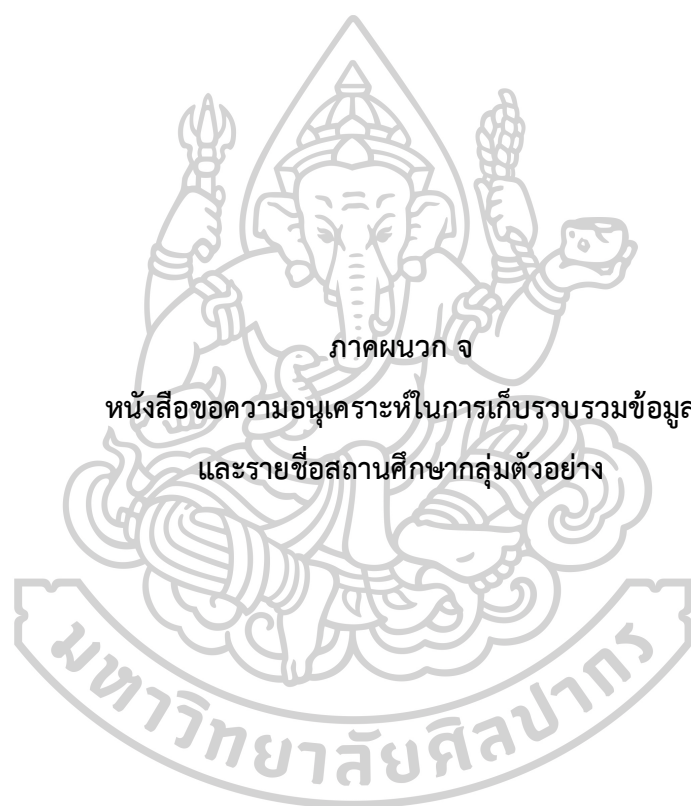 ภาคผนวก จ
หนังสือขอความอนุเคราะห์ในการเก็บรวบรวมข้อมูล
และรายชื่อสถานศึกษากลุ่มตัวอย่าง
มหาวิทยาลัยศิลปากร